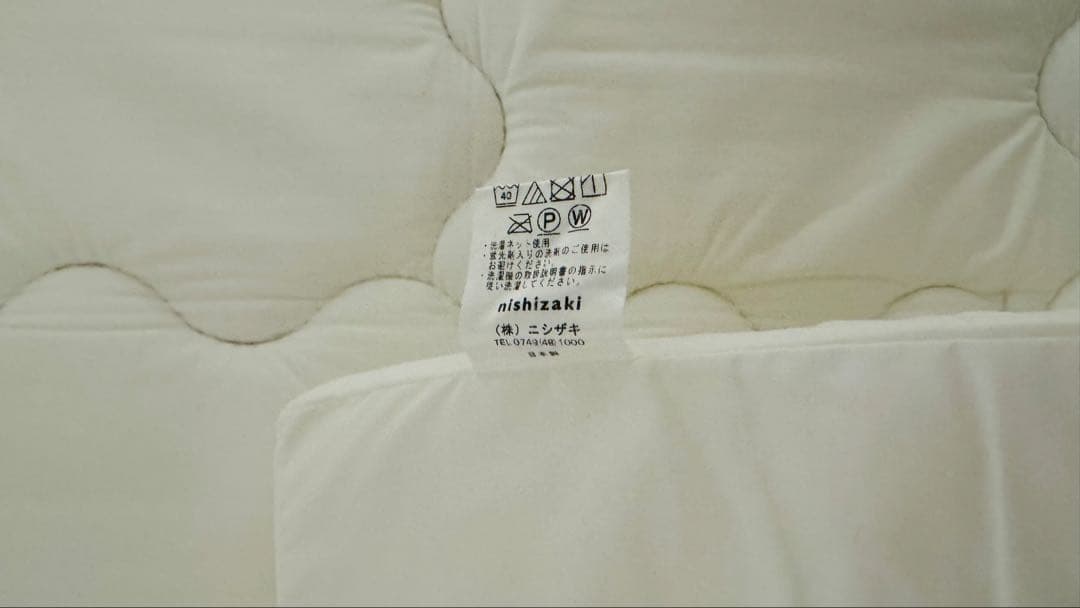 40
P W
・洗濯ネット使用
・蛍光剤入りの洗剤のご使用は
お避けください。
・洗濯機の取扱説明書の指示に
従い洗濯してください。
nishizaki
(株) ニシザキ
TEL.0749(48)1000
日本製